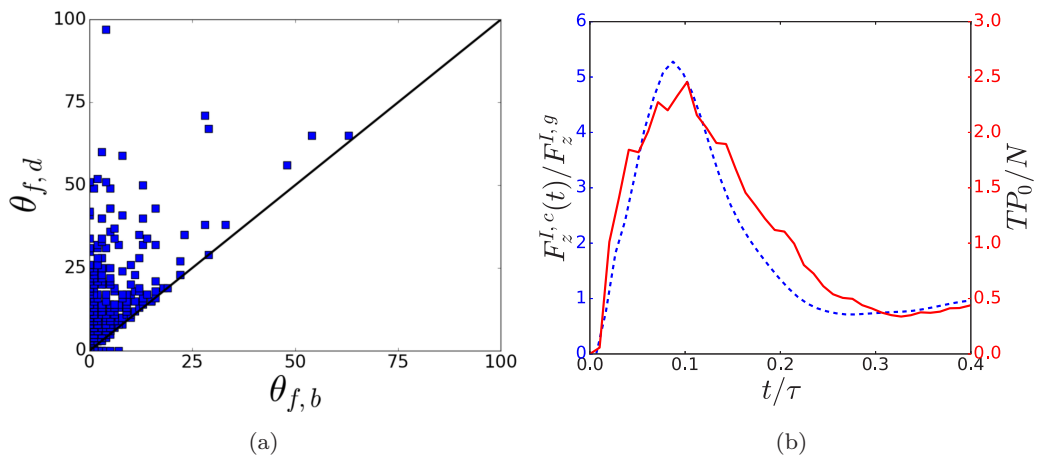 100
75
50
25
0
0 25 50 75 100
θ_{f,d}
θ_{f,b}
(a)
6
5
4
3
2
1
0
3.0
2.5
2.0
1.5
1.0
0.5
0.0
0.0 0.1 0.2 0.3 0.4
F_z^{I,c}(t)/F_z^{I,g}
TP_0/N
t/τ
(b)